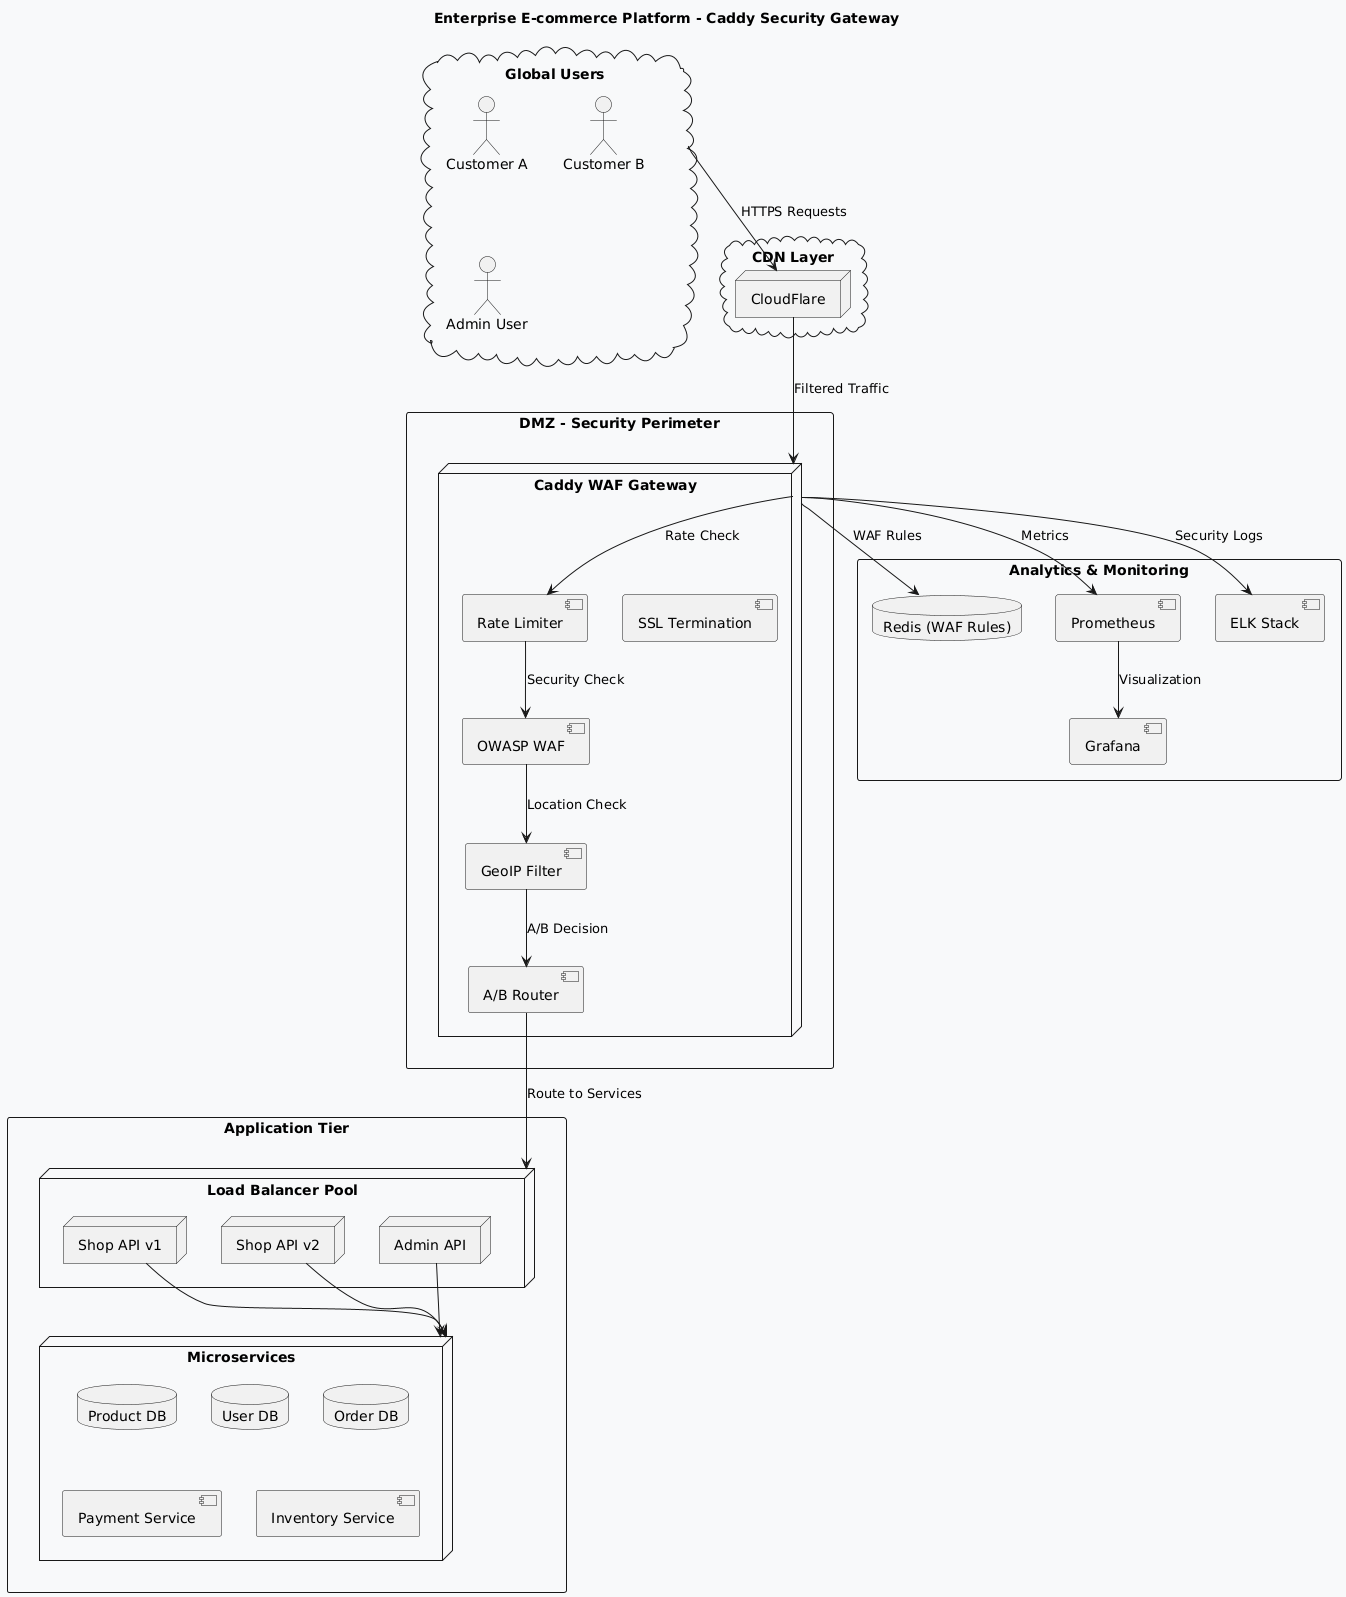 Enterprise E-commerce Platform - Caddy Security Gateway
Global Users
Customer A
Customer B
Admin User
HTTPS Requests
CDN Layer
CloudFlare
Filtered Traffic
DMZ - Security Perimeter
Caddy WAF Gateway
Rate Check
WAF Rules
Metrics
Security Logs
Analytics & Monitoring
Rate Limiter
SSL Termination
Redis (WAF Rules)
Prometheus
ELK Stack
Security Check
Visualization
OWASP WAF
Grafana
Location Check
GeoIP Filter
A/B Decision
A/B Router
Route to Services
Application Tier
Load Balancer Pool
Shop API v1
Shop API v2
Admin API
Microservices
Product DB
User DB
Order DB
Payment Service
Inventory Service